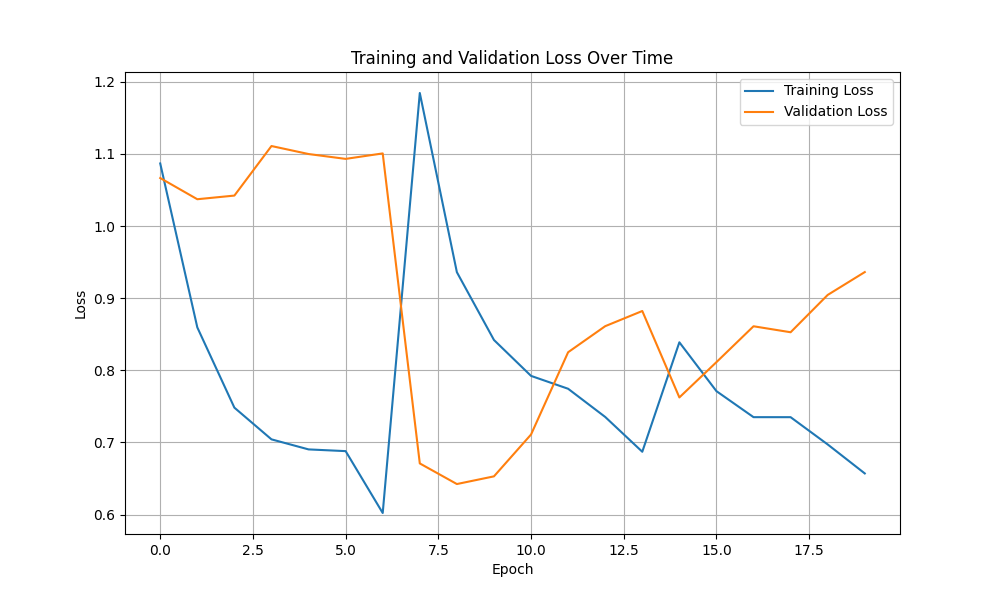 Training and Validation Loss Over Time
Training Loss
Validation Loss
Loss
1.2
1.1
1.0
0.9
0.8
0.7
0.6
0.0 2.5 5.0 7.5 10.0 12.5 15.0 17.5
Epoch